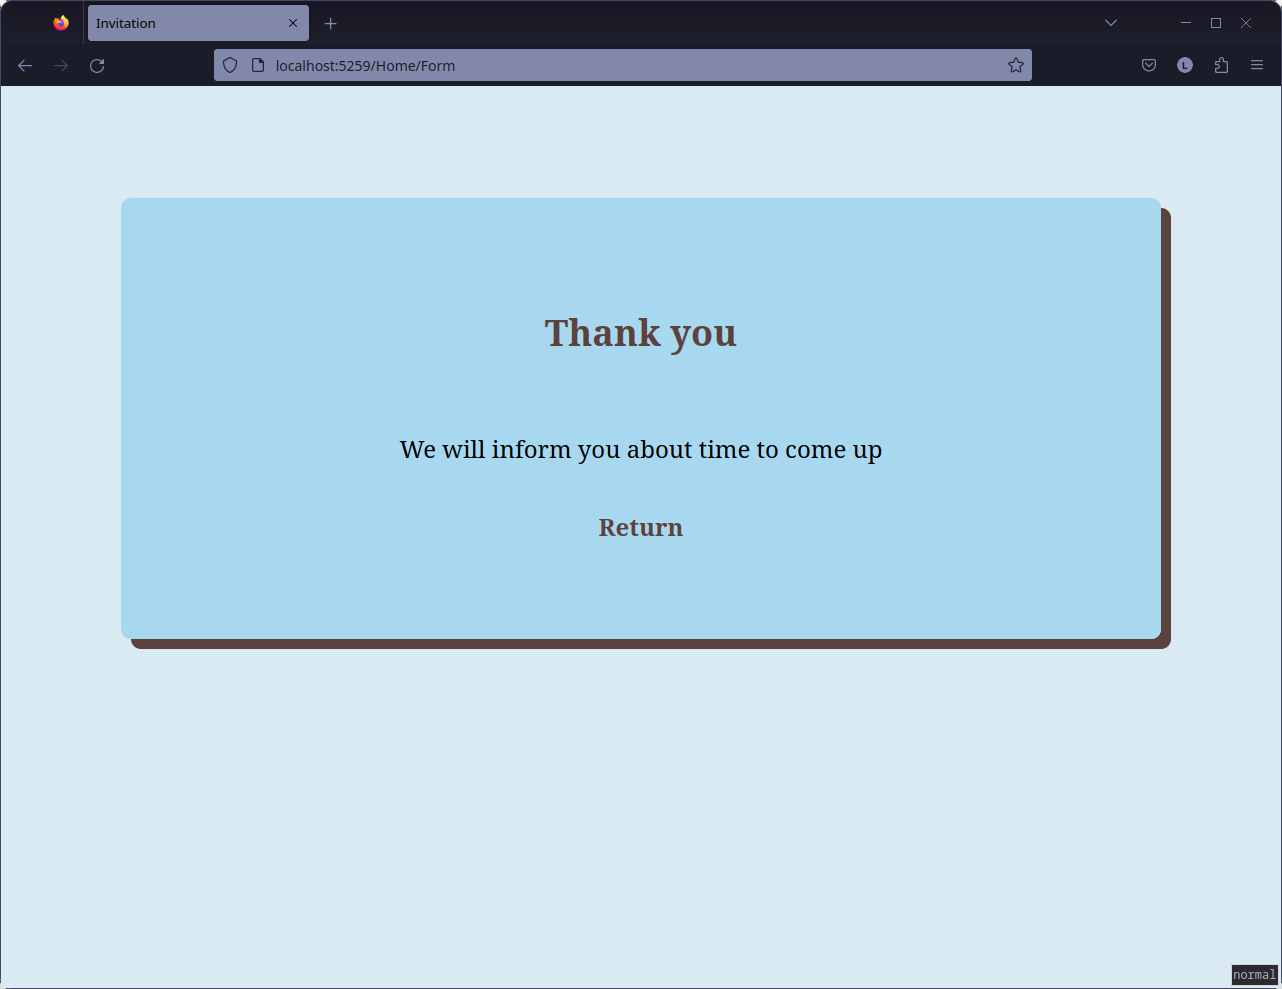 Invitation
localhost:5259/Home/Form
L
Thank you
We will inform you about time to come up
Return
normal